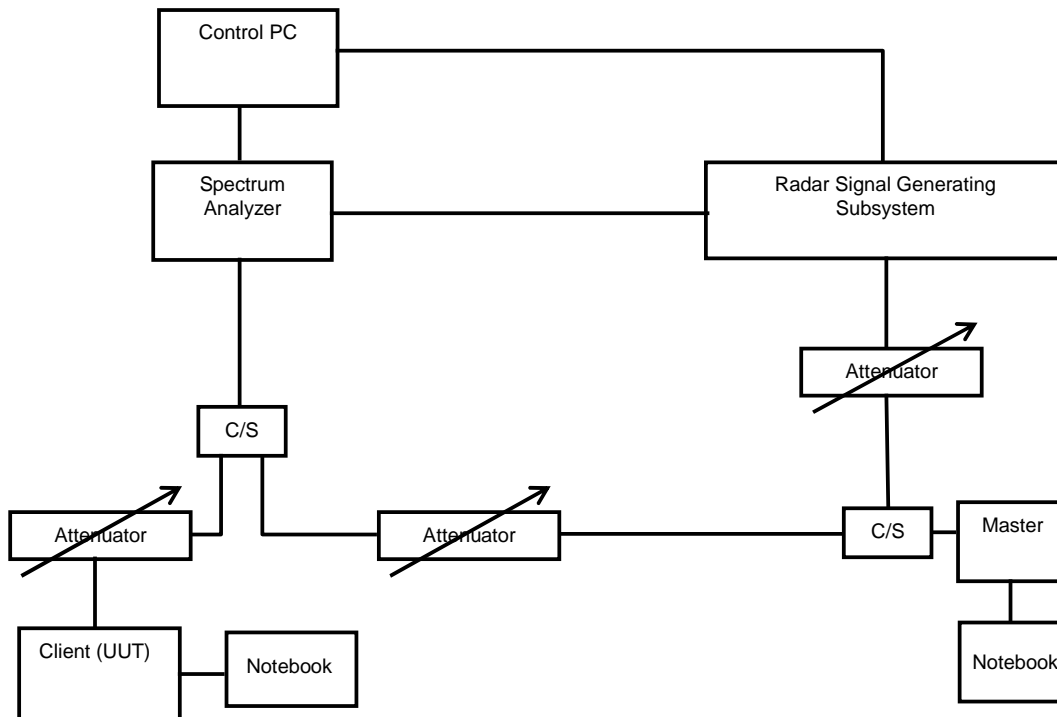 Control PC
Spectrum
Analyzer
Radar Signal Generating
Subsystem
Attenuator
C/S
Attenuator
Attenuator
C/S
Master
Client (UUT)
Notebook
Notebook